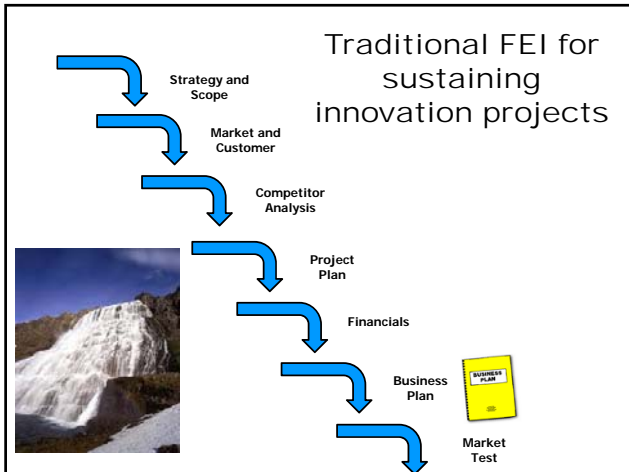 Traditional FEI for
sustaining
innovation projects
Strategy and
Scope
Market and
Customer
Competitor
Analysis
Project
Plan
Financials
Business
Plan
BUSINESS
PLAN
Market
Test